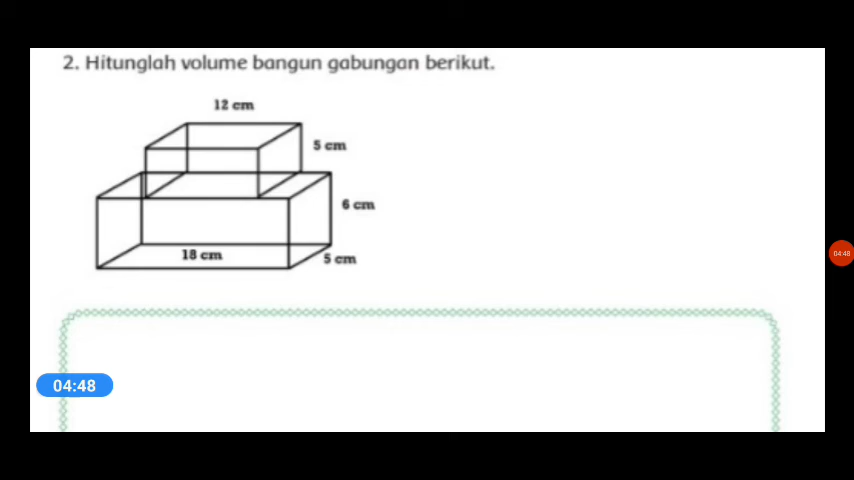 2. Hitunglah volume bangun gabungan berikut.
12 cm
5 cm
6 cm
18 cm
5 cm
04:48
04:48